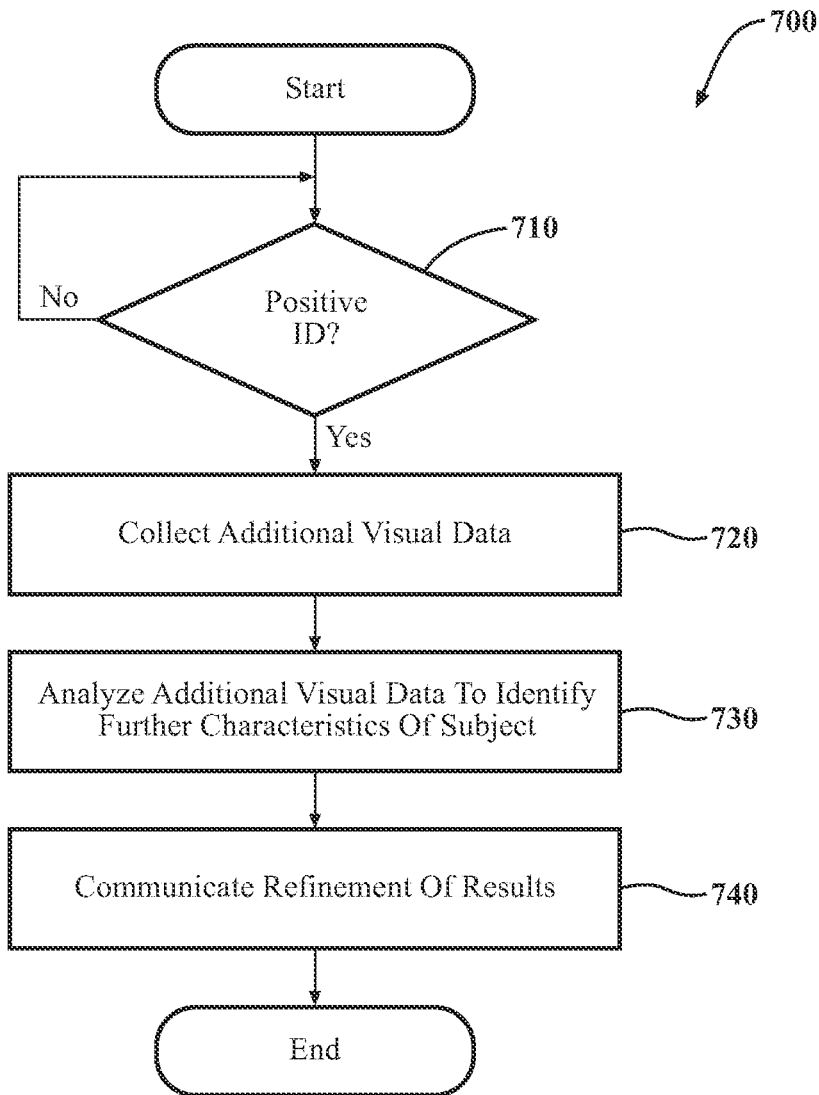 700
Start
710
No
Positive
ID?
Yes
Collect Additional Visual Data
720
Analyze Additional Visual Data To Identify
Further Characteristics Of Subject
730
Communicate Refinement Of Results
740
End